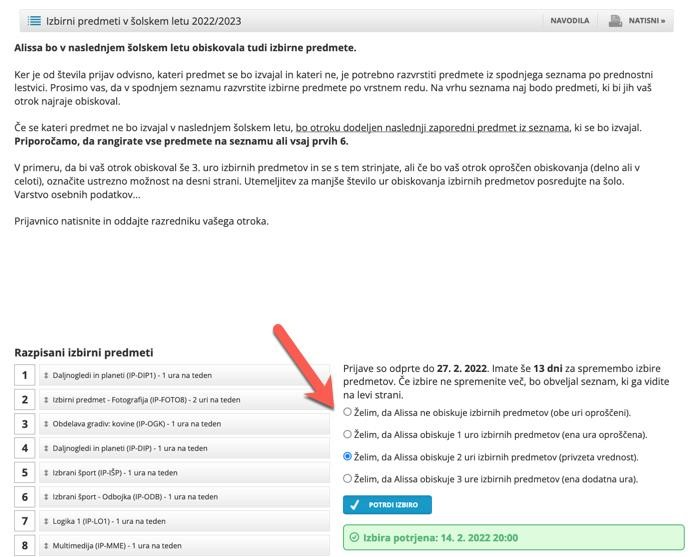 Izbirni predmeti v šolskem letu 2022/2023
NAVODILA
NATISNI »
Alissa bo v naslednjem šolskem letu obiskovala tudi izbirne predmete.
Ker je od števila prijav odvisno, kateri predmet se bo izvajal in kateri ne, je potrebno razvrstiti predmete iz spodnjega seznama po prednostni
lestvici. Prosimo vas, da v spodnjem seznamu razvrstite izbirne predmete po vrstnem redu. Na vrhu seznama naj bodo predmeti, ki bi jih vaš
otrok najraje obiskoval.
Če se kateri predmet ne bo izvajal v naslednjem šolskem letu, bo otroku dodeljen naslednji zaporedni predmet iz seznama, ki se bo izvajal.
Priporočamo, da rangirate vse predmete na seznamu ali vsaj prvih 6.
V primeru, da bi vaš otrok obiskoval še 3. uro izbirnih predmetov in se s tem strinjate, ali če bo vaš otrok oproščen obiskovanja (delno ali v
celoti), označite ustrezno možnost na desni strani. Utemeljitev za manjše število ur obiskovanja izbirnih predmetov posredujte na šolo.
Varstvo osebnih podatkov...
Prijavnico natisnite in oddajte razredniku vašega otroka.
Razpisani izbirni predmeti
1 Daljnogledi in planeti (IP-DIP1) - 1 ura na teden
2 Izbirni predmet - Fotografija (IP-FOTO8) - 2 uri na teden
3 Obdelava gradiv: kovine (IP-OGK) - 1 ura na teden
4 Daljnogledi in planeti (IP-DIP) - 1 ura na teden
5 Izbrani šport (IP-IŠP) - 1 ura na teden
6 Izbrani šport - Odbojka (IP-ODB) - 1 ura na teden
7 Logika 1 (IP-LO1) - 1 ura na teden
8 Multimedija (IP-MME) - 1 ura na teden
Prijave so odprte do 27. 2. 2022. Imate še 13 dni za spremembo izbire
predmetov. Če izbire ne spremenite več, bo obveljal seznam, ki ga vidite
na levi strani.
Želim, da Alissa ne obiskuje izbirnih predmetov (obe uri oproščeni).
Želim, da Alissa obiskuje 1 uro izbirnih predmetov (ena ura oproščena).
Želim, da Alissa obiskuje 2 uri izbirnih predmetov (privzeta vrednost).
Želim, da Alissa obiskuje 3 ure izbirnih predmetov (ena dodatna ura).
POTRDI IZBIRO
Izbira potrjena: 14. 2. 2022 20:00